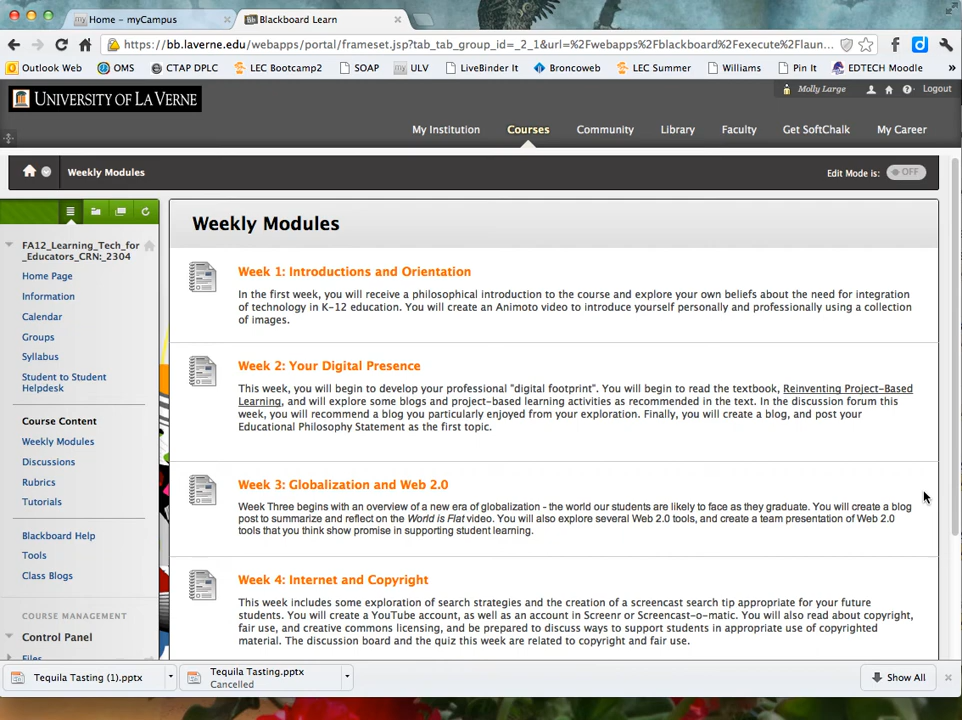 Home – myCampus
Blackboard Learn
https://bb.laverne.edu/webapps/portal/frameset.jsp?tab_tab_group_id=_2_1&url=%2Fwebapps%2Fblackboard%2Fexecute%2Flaun...
Outlook Web
OMS
CTAP DPLC
LEC Bootcamp2
SOAP
ULV
LiveBinder It
Broncoweb
LEC Summer
Williams
Pin It
EDTECH Moodle
»
UNIVERSITY OF LA VERNE
Molly Large
Logout
My Institution
Courses
Community
Library
Faculty
Get SoftChalk
My Career
Weekly Modules
Edit Mode is:
OFF
FA12_Learning_Tech_for
_Educators_CRN:_2304
Home Page
Information
Calendar
Groups
Syllabus
Student to Student
Helpdesk
Course Content
Weekly Modules
Discussions
Rubrics
Tutorials
Blackboard Help
Tools
Class Blogs
COURSE MANAGEMENT
Control Panel
Files
Weekly Modules
Week 1: Introductions and Orientation
In the first week, you will receive a philosophical introduction to the course and explore your own beliefs about the need for integration
of technology in K-12 education. You will create an Animoto video to introduce yourself personally and professionally using a collection
of images.
Week 2: Your Digital Presence
This week, you will begin to develop your professional "digital footprint". You will begin to read the textbook, Reinventing Project-Based
Learning, and will explore some blogs and project-based learning activities as recommended in the text. In the discussion forum this
week, you will recommend a blog you particularly enjoyed from your exploration. Finally, you will create a blog, and post your
Educational Philosophy Statement as the first topic.
Week 3: Globalization and Web 2.0
Week Three begins with an overview of a new era of globalization - the world our students are likely to face as they graduate. You will create a blog
post to summarize and reflect on the World is Flat video. You will also explore several Web 2.0 tools, and create a team presentation of Web 2.0
tools that you think show promise in supporting student learning.
Week 4: Internet and Copyright
This week includes some exploration of search strategies and the creation of a screencast search tip appropriate for your future
students. You will create a YouTube account, as well as an account in Screenr or Screencast-o-matic. You will also read about copyright,
fair use, and creative commons licensing, and be prepared to discuss ways to support students in appropriate use of copyrighted
material. The discussion board and the quiz this week are related to copyright and fair use.
Tequila Tasting (1).pptx
Tequila Tasting.pptx
Cancelled
Show All